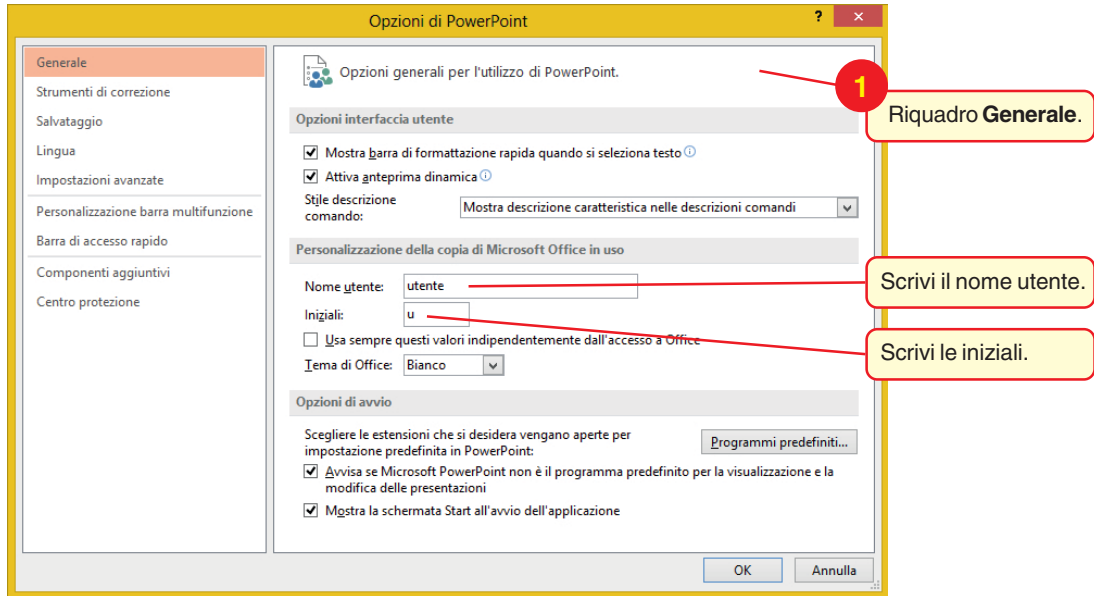 Opzioni di PowerPoint
? ×
Generale
Strumenti di correzione
Salvataggio
Lingua
Impostazioni avanzate
Personalizzazione barra multifunzione
Barra di accesso rapido
Componenti aggiuntivi
Centro protezione
Opzioni generali per l'utilizzo di PowerPoint.
1
Riquadro Generale.
Opzioni interfaccia utente
Mostra barra di formattazione rapida quando si seleziona testo
Attiva anteprima dinamica
Stile descrizione
comando:
Mostra descrizione caratteristica nelle descrizioni comandi
Personalizzazione della copia di Microsoft Office in uso
Nome utente: utente
Scrivi il nome utente.
Iniziali: u
Usa sempre questi valori indipendentemente dall'accesso a Office
Scrivi le iniziali.
Tema di Office: Bianco
Opzioni di avvio
Scegliere le estensioni che si desidera vengano aperte per
impostazione predefinita in PowerPoint:
Programmi predefiniti...
Avvisa se Microsoft PowerPoint non è il programma predefinito per la visualizzazione e la
modifica delle presentazioni
Mostra la schermata Start all'avvio dell'applicazione
OK Annulla